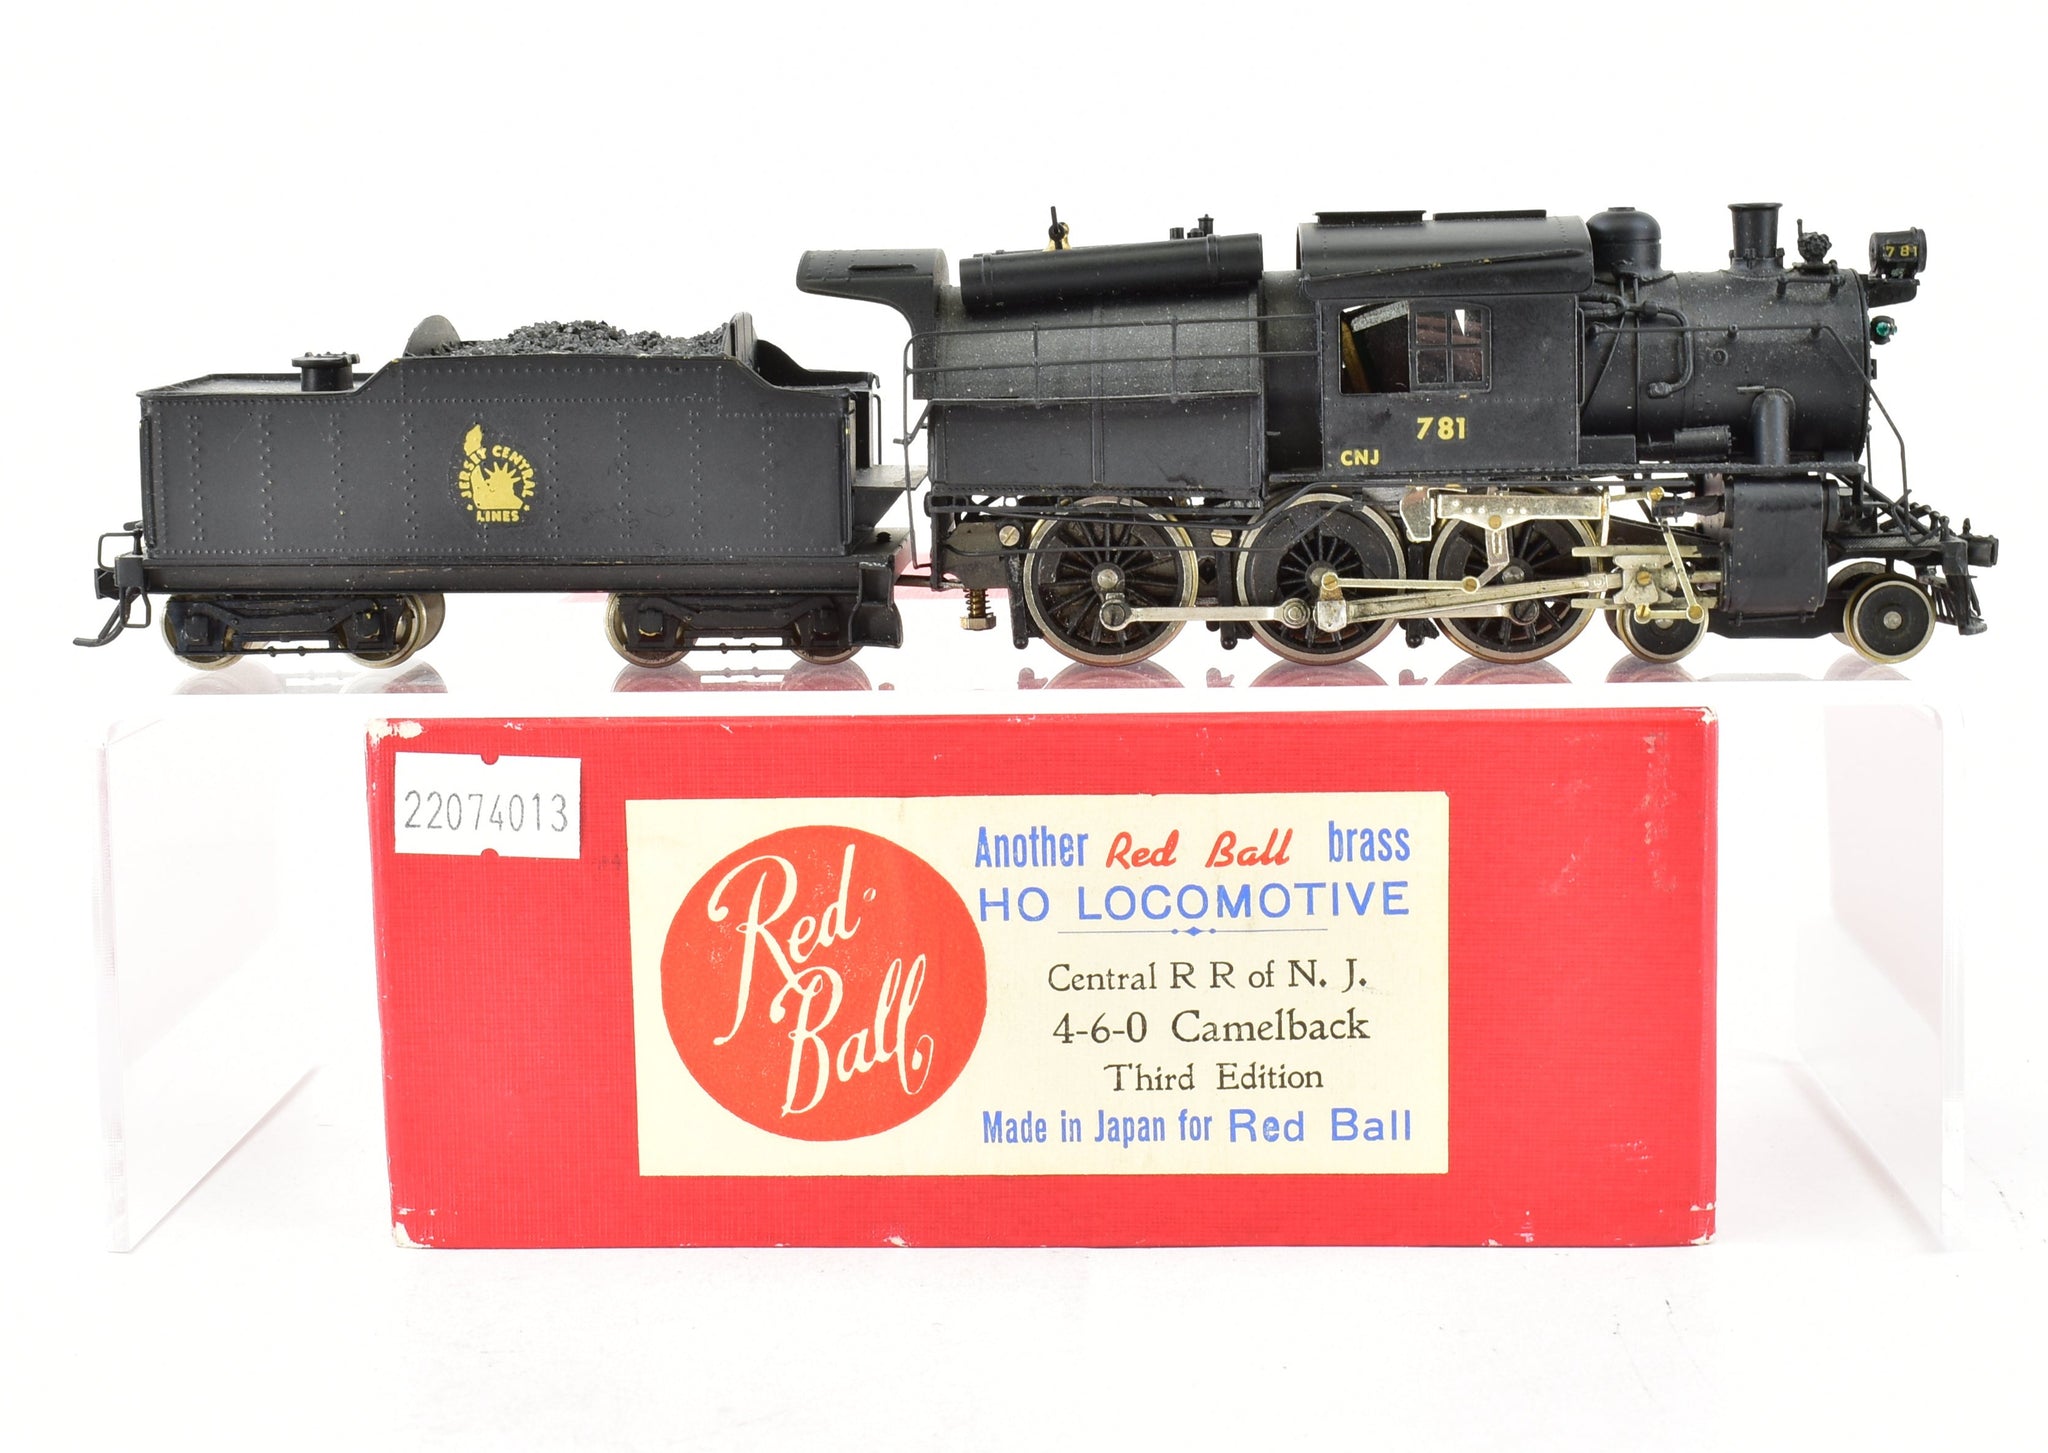 781
781
CNJ
JERSEY CENTRAL
LINES
22074013
Red
Ball
Another Red Ball brass
HO LOCOMOTIVE
Central R R of N. J.
4-6-0 Camelback
Third Edition
Made in Japan for Red Ball